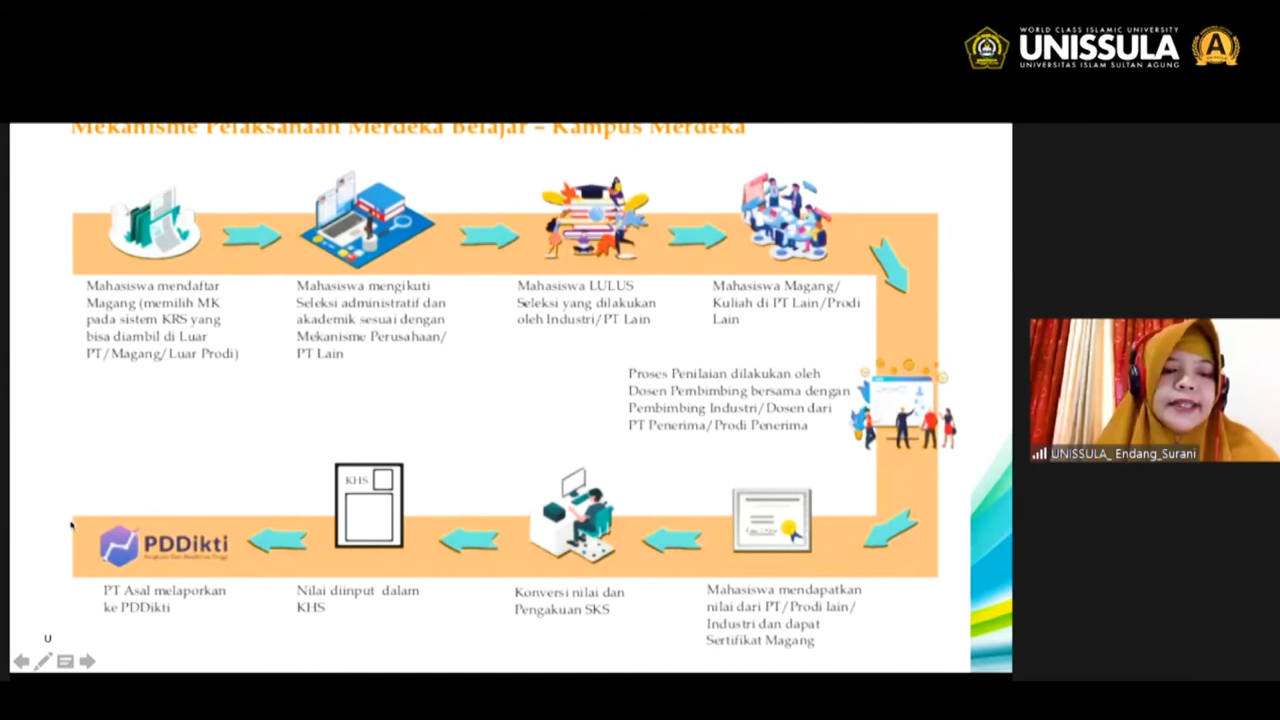 WORLD CLASS ISLAMIC UNIVERSITY
UNISSULA
UNIVERSITAS ISLAM SULTAN AGUNG
A
Mekanisme Pelaksanaan Merdeka Belajar – Kampus Merdeka
Mahasiswa mendaftar
Magang (memilih MK
pada sistem KRS yang
bisa diambil di Luar
PT/Magang/Luar Prodi)
Mahasiswa mengikuti
Seleksi administratif dan
akademik sesuai dengan
Mekanisme Perusahaan/
PT Lain
Mahasiswa LULUS
Seleksi yang dilakukan
oleh Industri/PT Lain
Mahasiswa Magang/
Kuliah di PT Lain/Prodi
Lain
Proses Penilaian dilakukan oleh
Dosen Pembimbing bersama dengan
Pembimbing Industri/Dosen dari
PT Penerima/Prodi Penerima
UNISSULA_ Endang_Surani
KHS
PDDikti
PT Asal melaporkan
ke PDDikti
Nilai diinput dalam
KHS
Konversi nilai dan
Pengakuan SKS
Mahasiswa mendapatkan
nilai dari PT/Prodi lain/
Industri dan dapat
Sertifikat Magang
U